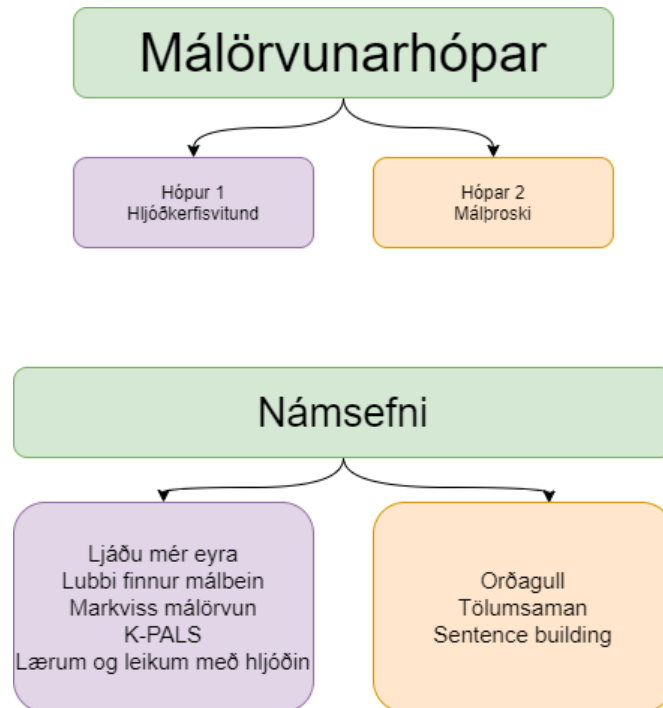 Málörvunarhópar
Hópur 1
Hljóðkerfisvitund
Hópar 2
Málþroski
Námsefni
Ljáðu mér eyra
Lubbi finnur málbein
Markviss málörvun
K-PALS
Lærum og leikum með hljóðin
Orðagull
Tölumsaman
Sentence building